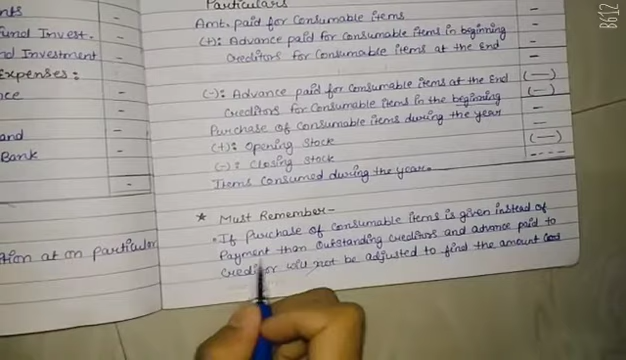 und Invest.
nd Investment
Expenses:
nce
and
Bank
tion at on particular
Particulars
Amt. paid for Consumable items
(+): Advance paid for Consumable items in beginning
Creditors for Consumable items at the end
(-): Advance paid for Consumable items at the End
Creditors for Consumable items in the beginning
Purchase of Consumable items during the year
(+): Opening Stock
(-): Closing Stock
Items Consumed during the year.
* Must Remember-
• If Purchase of consumable items is given instead of
Payment than Outstanding Creditors and advance paid to
Creditor will not be adjusted to find the amount
B612